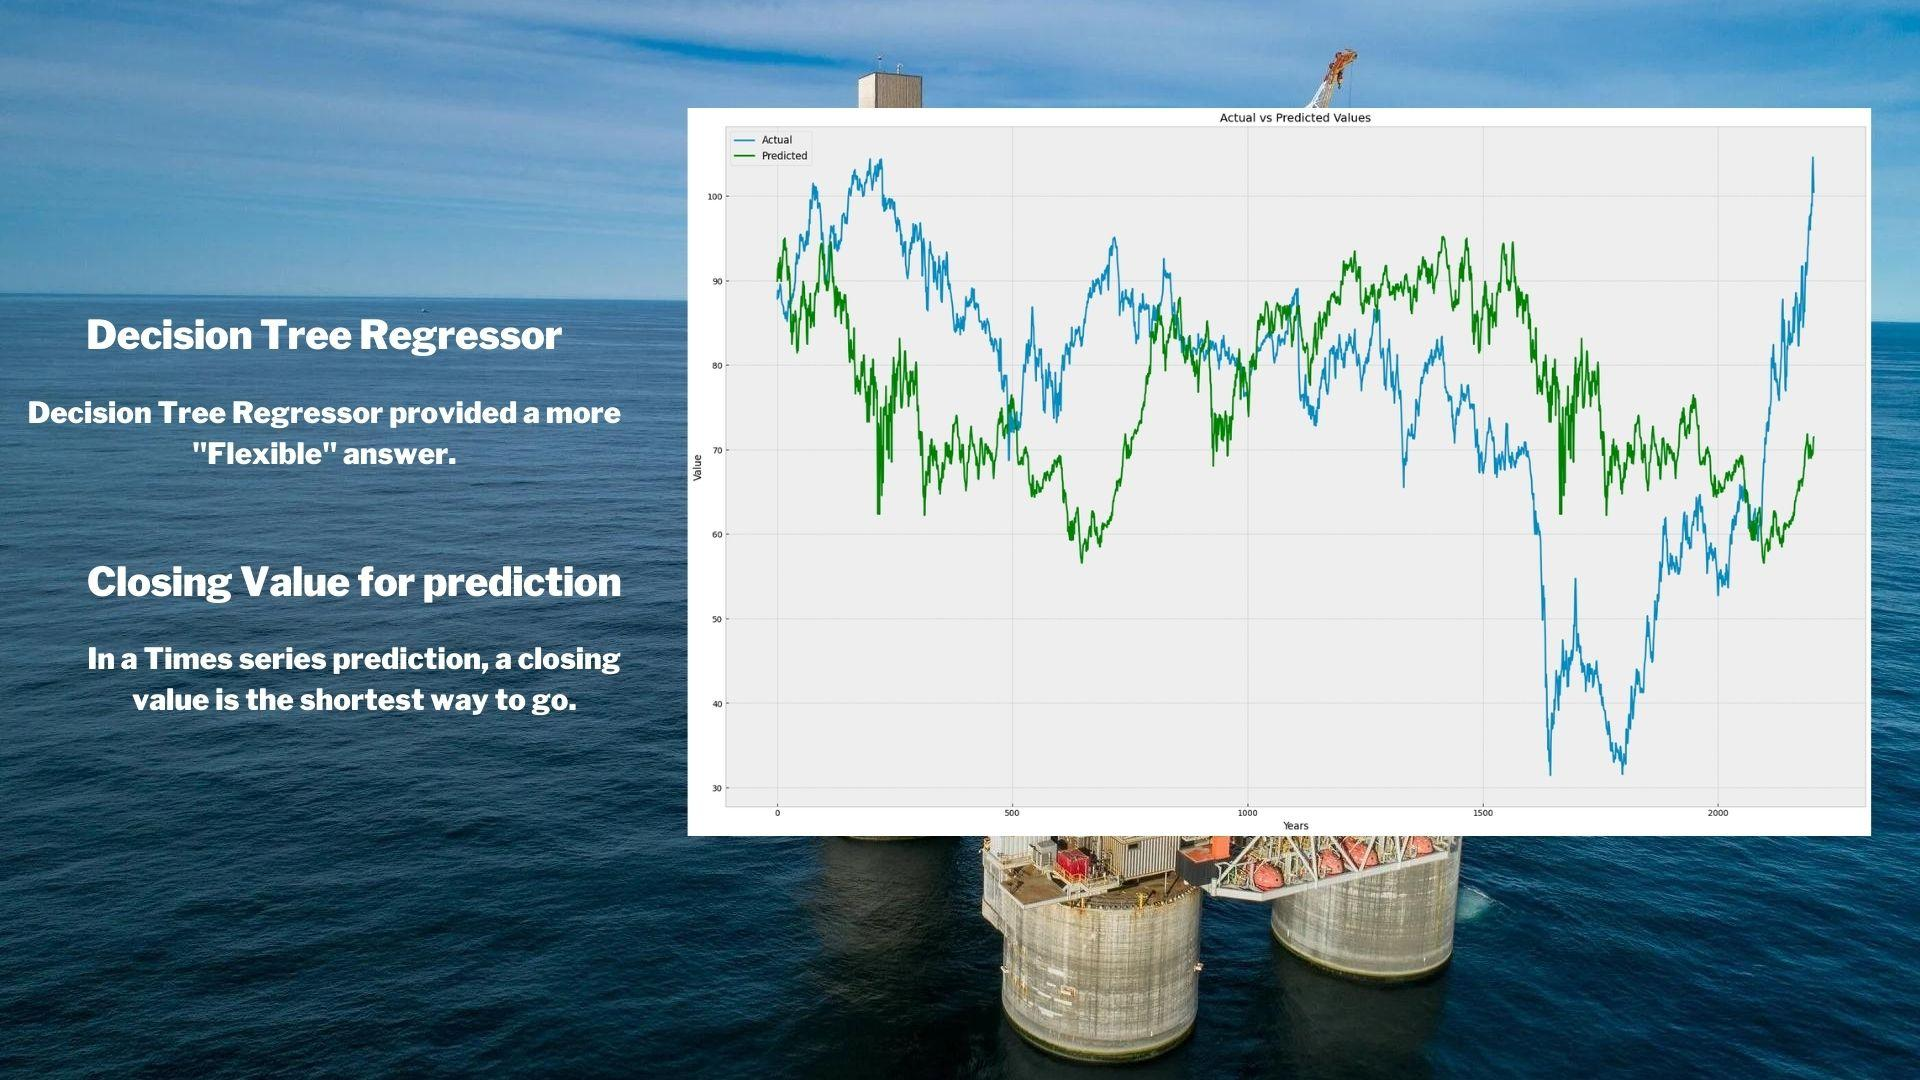 Decision Tree Regressor
Decision Tree Regressor provided a more
"Flexible" answer.
Closing Value for prediction
In a Times series prediction, a closing
value is the shortest way to go.
Actual vs Predicted Values
Actual
Predicted
100
90
80
70
60
50
40
30
Value
0
500
1000
1500
2000
Years